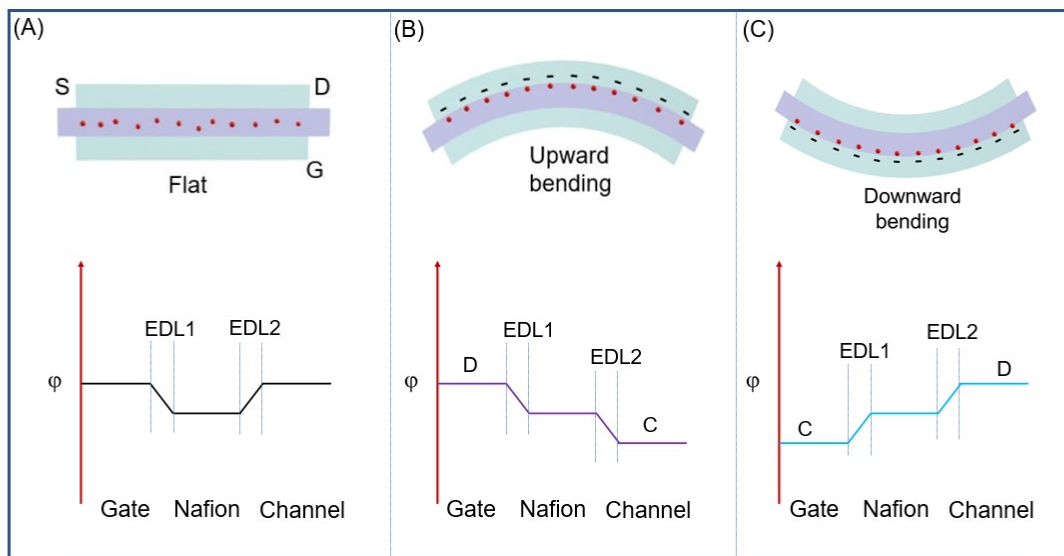 (A)
S
D
G
Flat
EDL1
EDL2
φ
Gate
Nafion
Channel
(B)
Upward
bending
EDL1
D
EDL2
φ
C
Gate
Nafion
Channel
(C)
Downward
bending
EDL2
EDL1
D
φ
C
Gate
Nafion
Channel